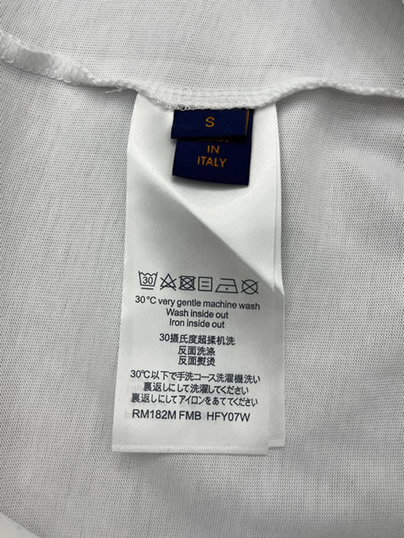 S
IN
ITALY
30
30°C very gentle machine wash
Wash inside out
Iron inside out
30摄氏度超揉机洗
反面洗涤
反面熨烫
30℃以下で手洗コース洗濯機洗い
裏返しにして洗濯してください
裏返しにしてアイロンをあててください
RM182M FMB HFY07W